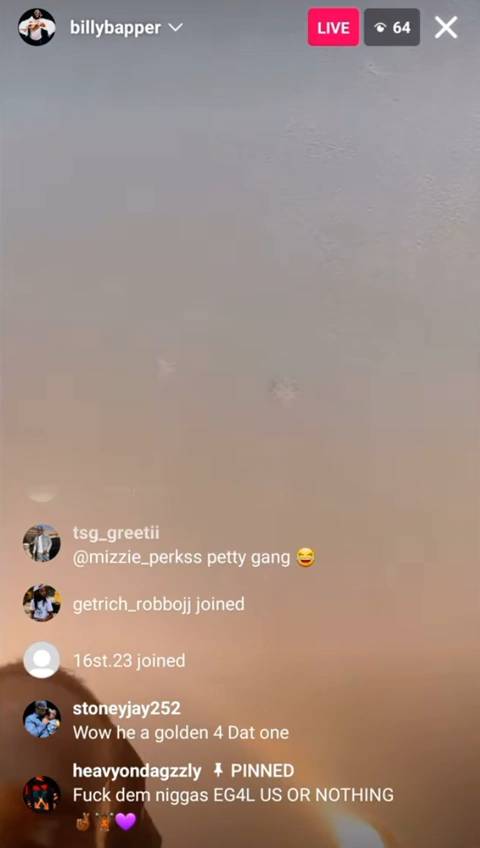 billybapper
LIVE
64
tsg_greetii
@mizzie_perkss petty gang 😆
getrich_robbojj joined
16st.23 joined
stoneyjay252
Wow he a golden 4 Dat one
heavyondagzzly PINNED
Fuck dem niggas EG4L US OR NOTHING